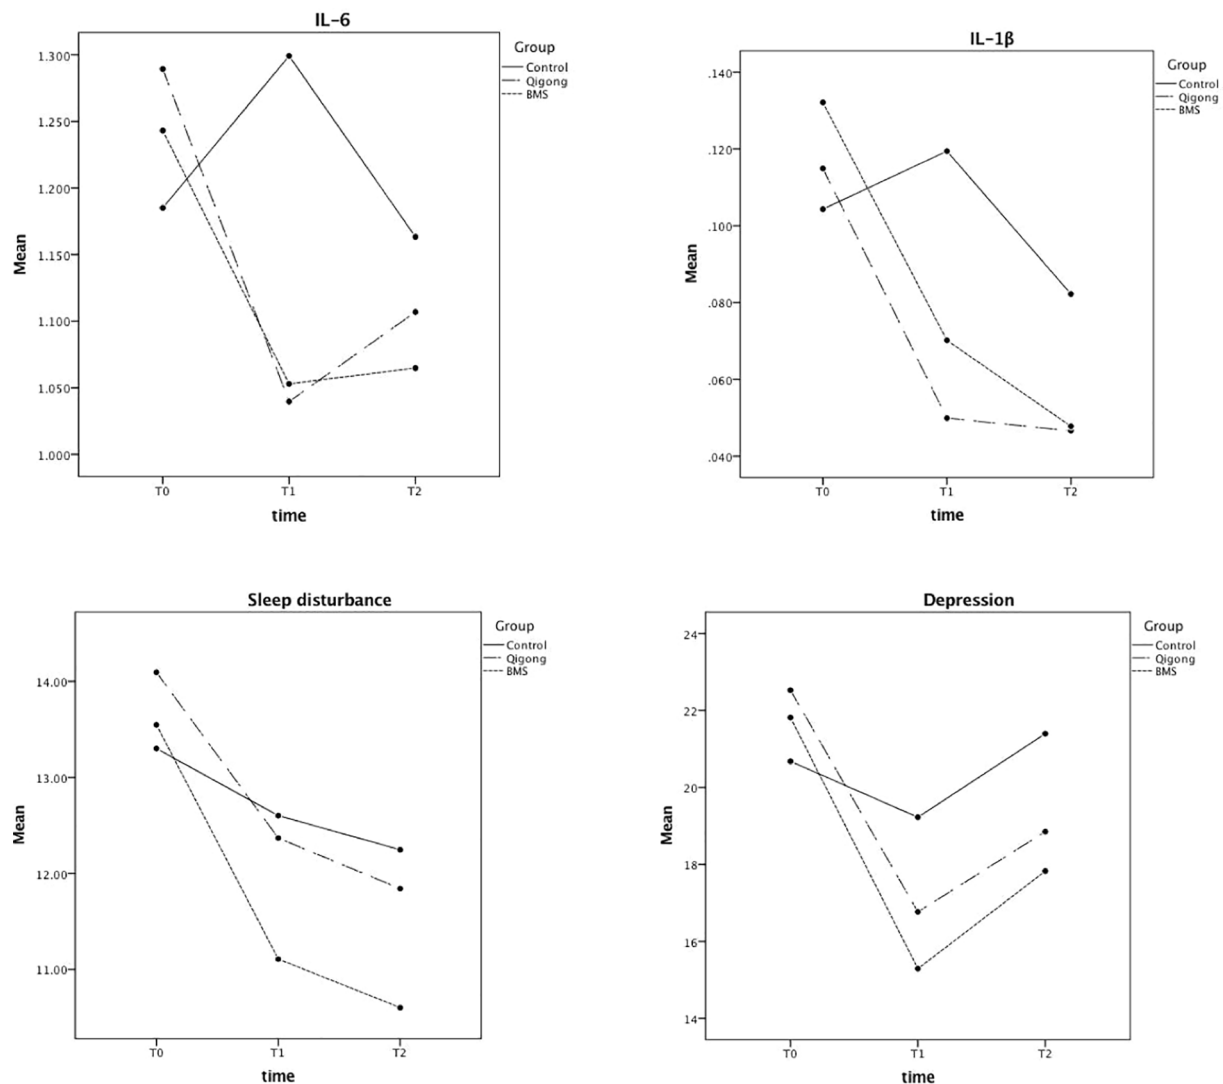 IL-6
1.300
1.250
1.200
1.150
1.100
1.050
1.000
Mean
T0 T1 T2
time
Group
Control
Qigong
BMS
IL-1β
.140
.120
.100
.080
.060
.040
Mean
T0 T1 T2
time
Group
Control
Qigong
BMS
Sleep disturbance
14.00
13.00
12.00
11.00
Mean
T0 T1 T2
time
Group
Control
Qigong
BMS
Depression
24
22
20
18
16
14
Mean
T0 T1 T2
time
Group
Control
Qigong
BMS